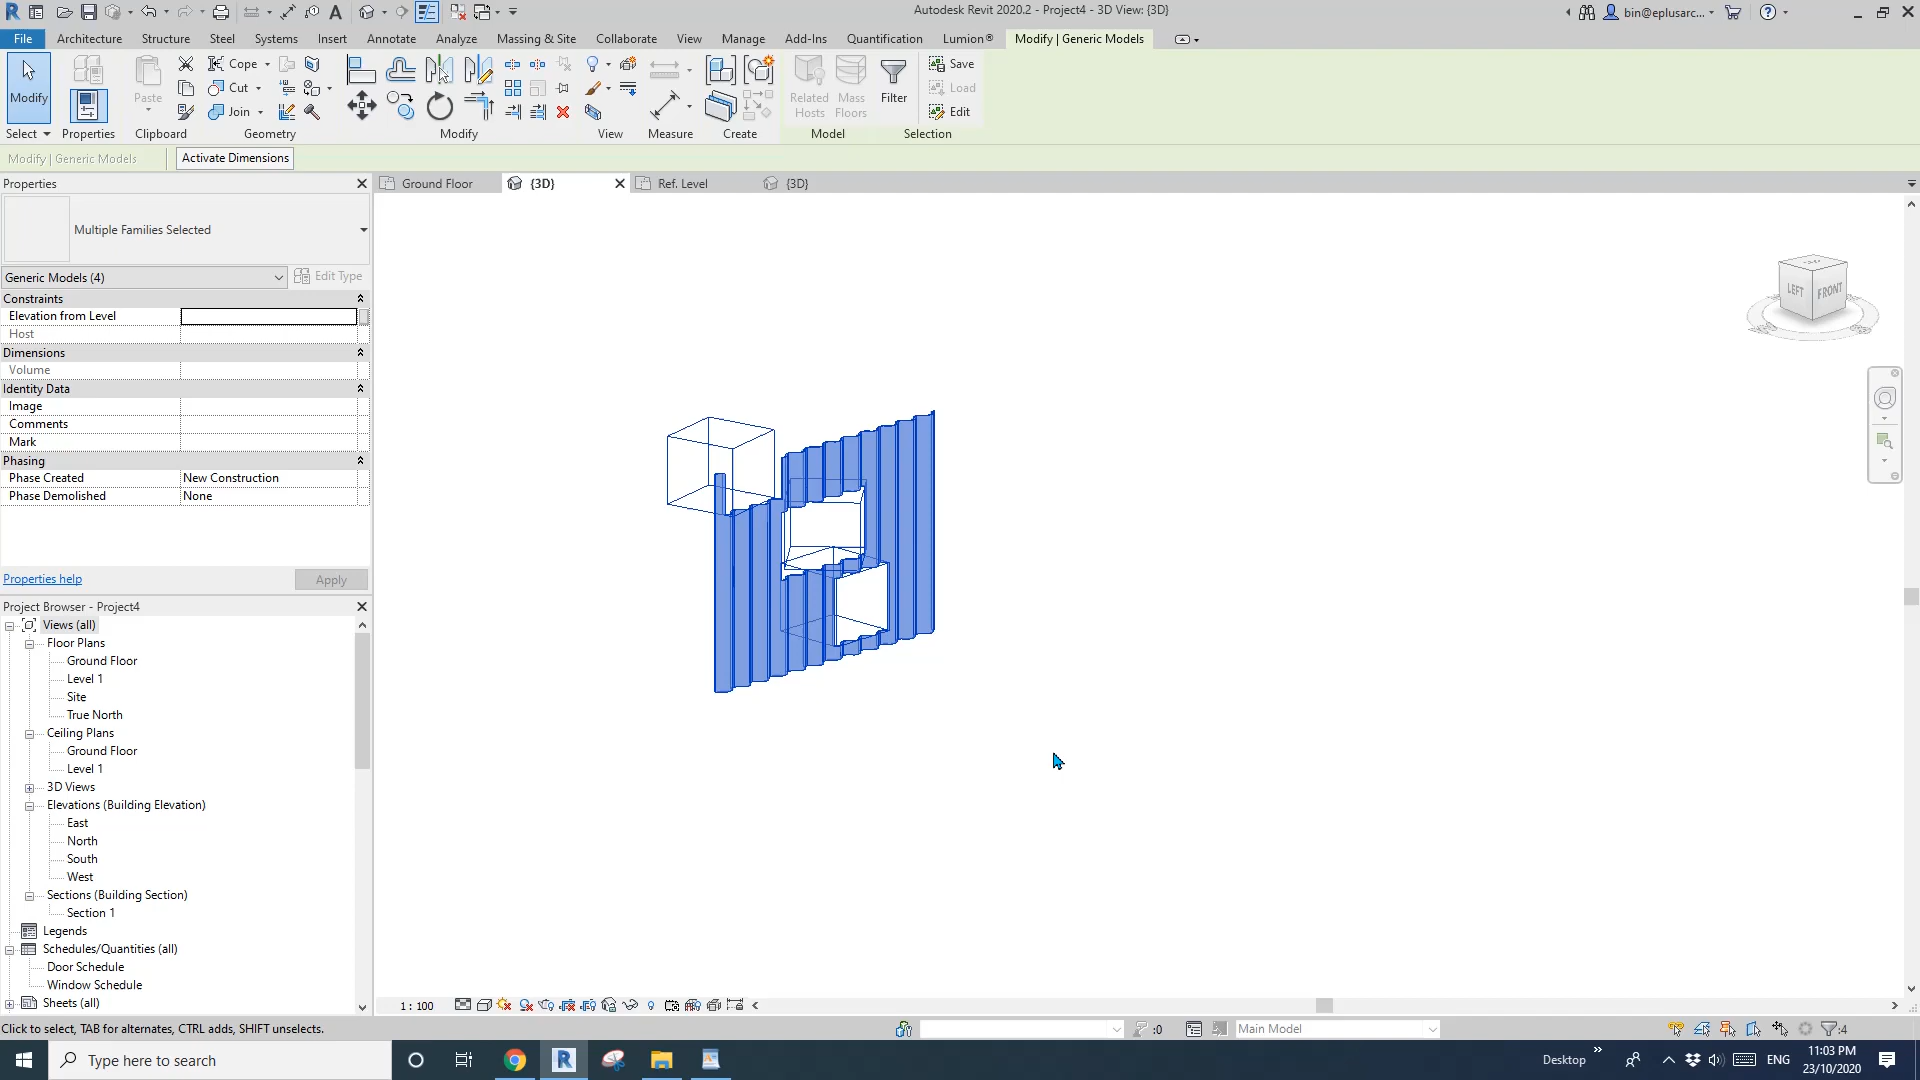 Autodesk Revit 2020.2 - Project4 - 3D View: {3D}
bin@eplusarc...
File Architecture Structure Steel Systems Insert Annotate Analyze Massing & Site Collaborate View Manage Add-Ins Quantification Lumion® Modify | Generic Models
Modify
Paste
Cope
Cut
Join
Related Hosts
Mass Floors
Filter
Save
Load
Edit
Select Properties Clipboard Geometry Modify View Measure Create Model Selection
Modify | Generic Models Activate Dimensions
Properties
Ground Floor {3D} Ref. Level {3D}
Multiple Families Selected
Generic Models (4) Edit Type
Constraints
Elevation from Level
Host
Dimensions
Volume
Identity Data
Image
Comments
Mark
Phasing
Phase Created New Construction
Phase Demolished None
Properties help Apply
LEFT FRONT
Project Browser - Project4
Views (all)
Floor Plans
Ground Floor
Level 1
Site
True North
Ceiling Plans
Ground Floor
Level 1
3D Views
Elevations (Building Elevation)
East
North
South
West
Sections (Building Section)
Section 1
Legends
Schedules/Quantities (all)
Door Schedule
Window Schedule
Sheets (all)
1 : 100
Click to select, TAB for alternates, CTRL adds, SHIFT unselects.
:0
Main Model
:4
Type here to search
Desktop
ENG
11:03 PM
23/10/2020